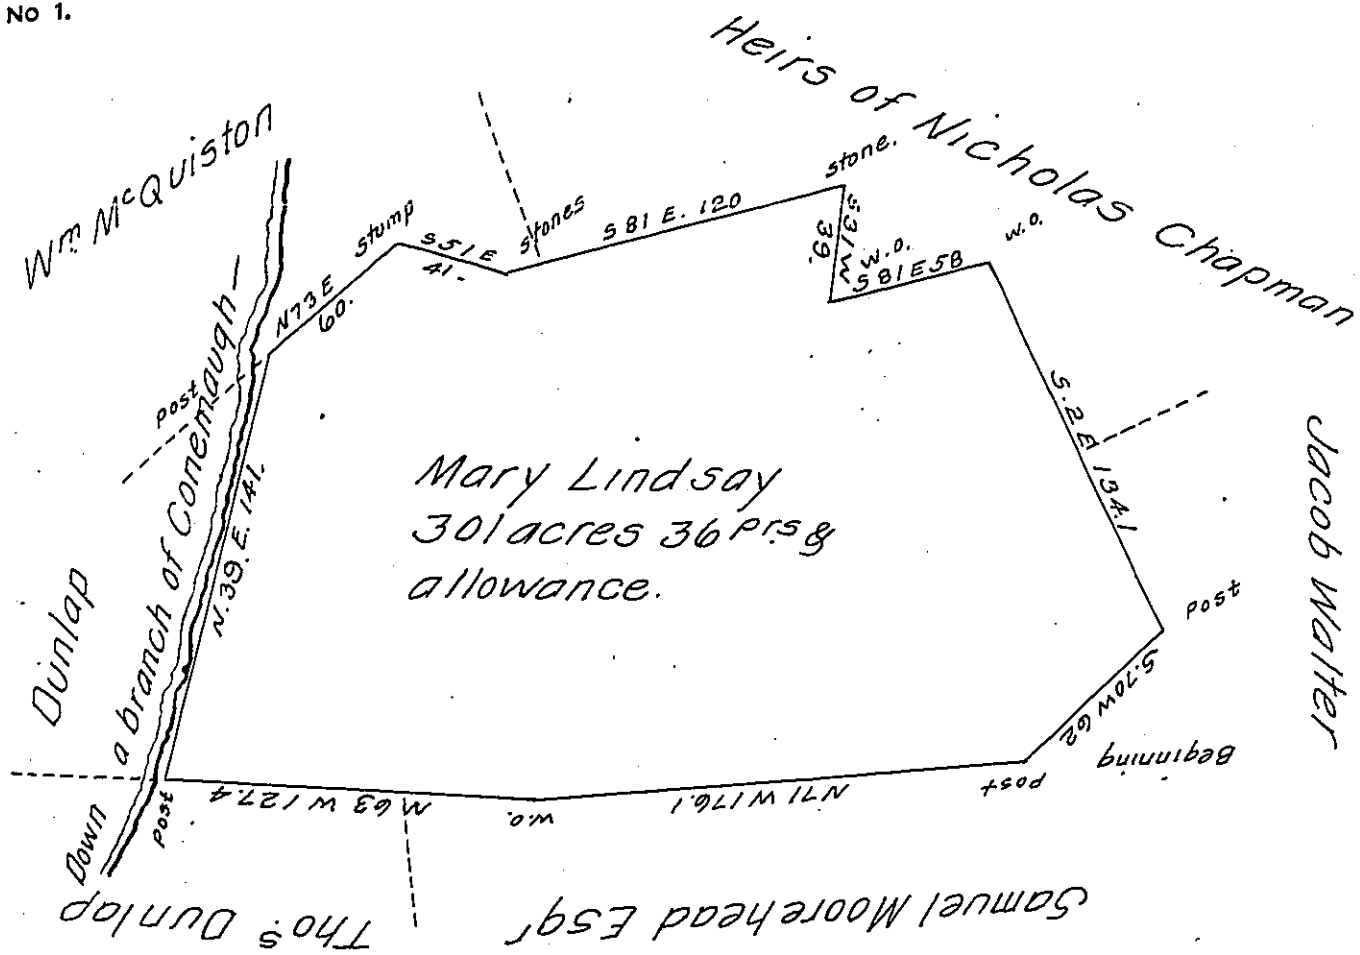 No 1.
Heirs of Nicholas Chapman
Wm McQuiston
stump
stones
stone.
S 81 E. 120
S 51 E
41.
S 31 W
39.
W.O.
W.O.
S 81 E 58
N 73 E
60.
post
a branch of Conemaugh
N. 39. E. 141.
S. 2 E 134.1
Mary Lindsay
301 acres 36 prs &
allowance.
Jacob Walter
Dunlap
post
S. 70 W 62
Beginning
post
N 71 W 176.1
W.O.
N 63 W 127.4
post
Down
Thos. Dunlap
Samuel Moorehead Esqr